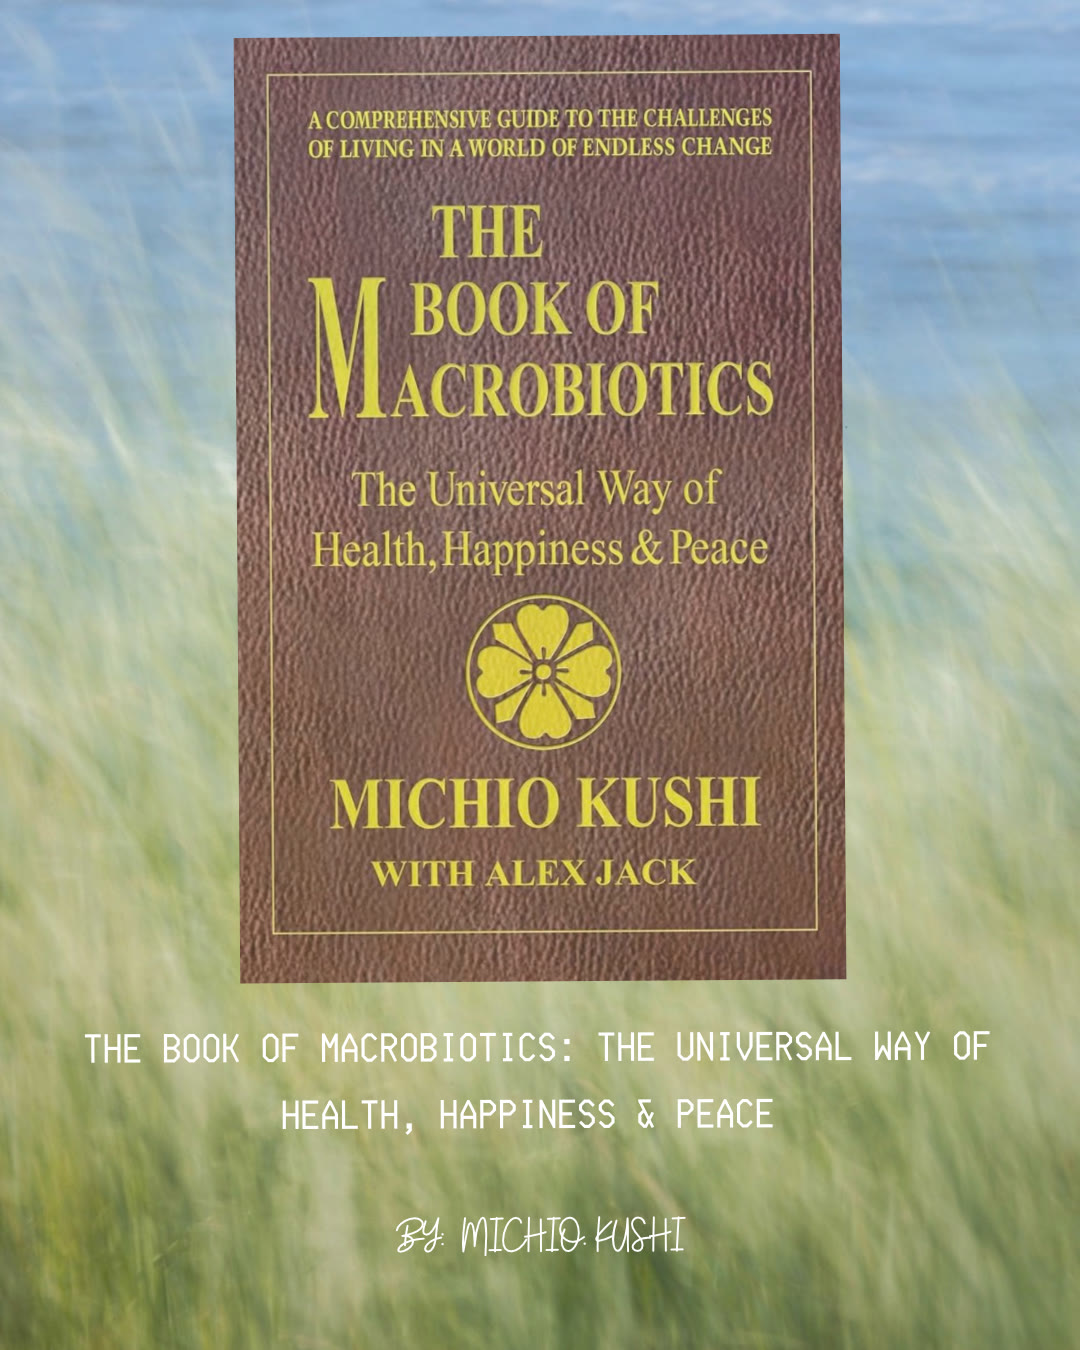 A COMPREHENSIVE GUIDE TO THE CHALLENGES
OF LIVING IN A WORLD OF ENDLESS CHANGE
THE
BOOK OF
MACROBIOTICS
The Universal Way of
Health, Happiness & Peace
MICHIO KUSHI
WITH ALEX JACK
THE BOOK OF MACROBIOTICS: THE UNIVERSAL WAY OF
HEALTH, HAPPINESS & PEACE
BY: MICHIO KUSHI